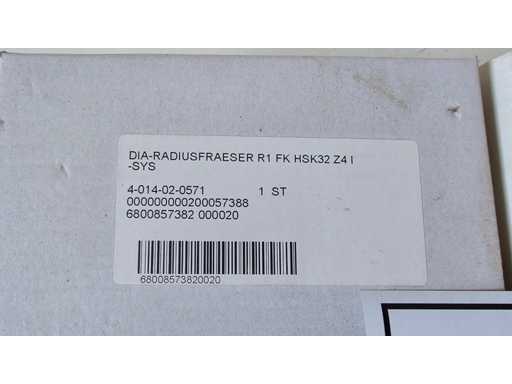 DIA-RADIUSFRAESER R1 FK HSK32 Z4 I
-SYS
4-014-02-0571 1 ST
000000000200057388
6800857382 000020
68008573820020